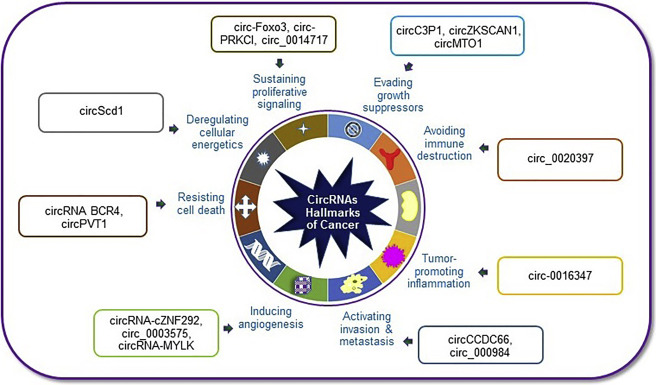 circ-Foxo3, circ-
PRKCI, circ_0014717
circC3P1, circZKSCAN1,
circMTO1
Sustaining
proliferative
signaling
Evading
growth
suppressors
circScd1
Deregulating
cellular
energetics
Avoiding
immune
destruction
circ_0020397
circRNA BCR4,
circPVT1
Resisting
cell death
CircRNAs
Hallmarks
of Cancer
Tumor-
promoting
inflammation
circ-0016347
circRNA-cZNF292,
circ_0003575,
circRNA-MYLK
Inducing
angiogenesis
Activating
invasion &
metastasis
circCCDC66,
circ_000984